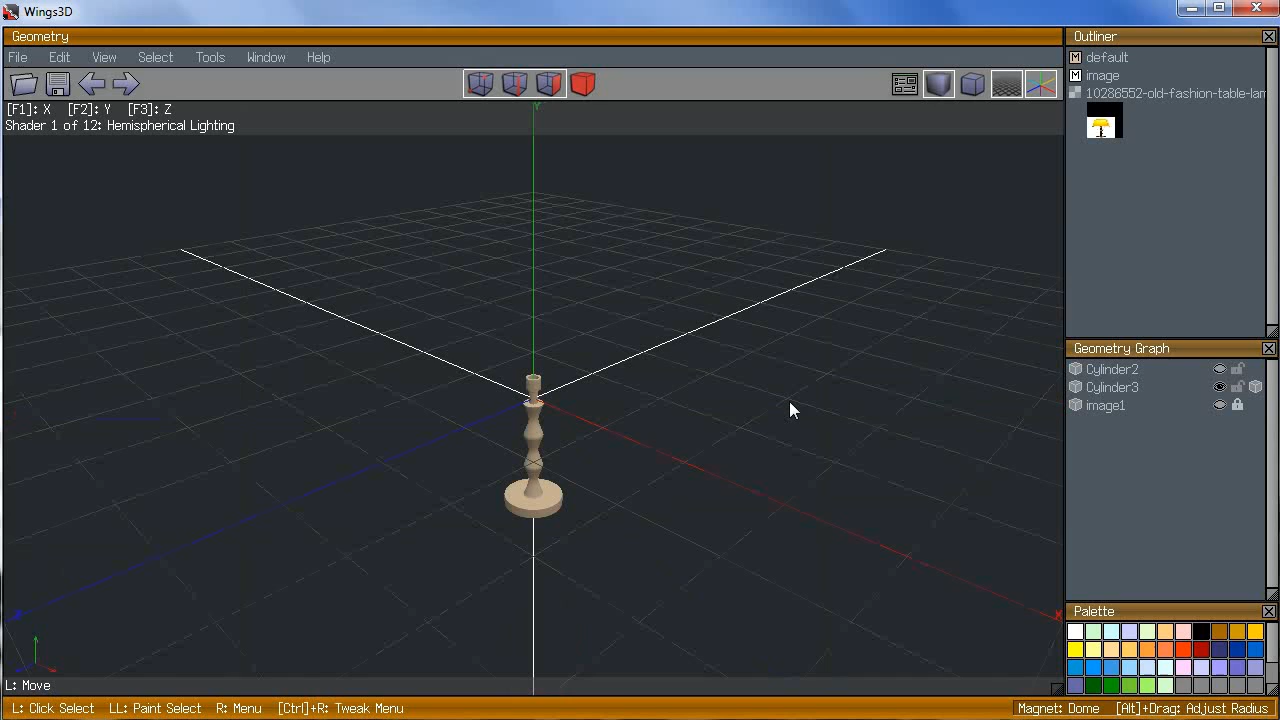 Wings3D
Geometry
Outliner
File Edit View Select Tools Window Help
M default
M image
10286552-old-fashion-table-lam
[F1]: X [F2]: Y [F3]: Z
Y
Shader 1 of 12: Hemispherical Lighting
Geometry Graph
Cylinder2
Cylinder3
image1
Palette
X
L: Move
L: Click Select LL: Paint Select R: Menu [Ctrl]+R: Tweak Menu
Magnet: Dome [Alt]+Drag: Adjust Radius